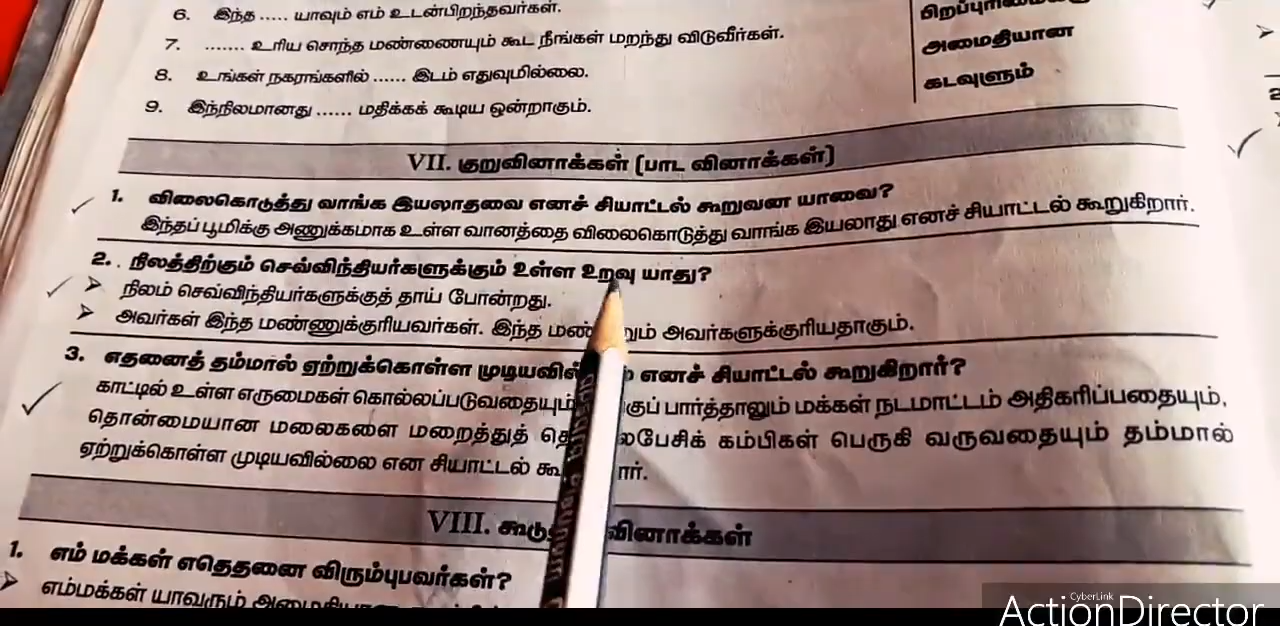 6. இந்த ..... யாவும் எம் உடன்பிறந்தவர்கள்.
7. ....... உரிய சொந்த மண்ணையும் கூட நீங்கள் மறந்து விடுவீர்கள்.
அமைதியான
8. உங்கள் நகரங்களில் ...... இடம் எதுவுமில்லை.
கடவுளும்
9. இந்நிலமானது ...... மதிக்கக் கூடிய ஒன்றாகும்.
VII. குறுவினாக்கள் (பாட வினாக்கள்)
1. விலைகொடுத்து வாங்க இயலாதவை எனச் சியாட்டல் கூறுவன யாவை?
இந்தப் பூமிக்கு அணுக்கமாக உள்ள வானத்தை விலைகொடுத்து வாங்க இயலாது எனச் சியாட்டல் கூறுகிறார்.
2. நிலத்திற்கும் செவ்விந்தியர்களுக்கும் உள்ள உறவு யாது?
நிலம் செவ்விந்தியர்களுக்குத் தாய் போன்றது.
அவர்கள் இந்த மண்ணுக்குரியவர்கள். இந்த அவர்களுக்குரியதாகும்.
3. எதனைத் தம்மால் ஏற்றுக்கொள்ள எனச் சியாட்டல் கூறுகிறார்?
காட்டில் உள்ள எருமைகள் கொல்லப்படுவதையும் பார்த்தாலும் மக்கள் நடமாட்டம் அதிகரிப்பதையும்,
தொன்மையான மலைகளை மறைத்துத் கம்பிகள் பெருகி வருவதையும் தம்மால்
ஏற்றுக்கொள்ள முடியவில்லை என சியாட்டல்
VIII. வினாக்கள்
1. எம் மக்கள் எதெதனை விரும்புபவர்கள்?
எம்மக்கள் யாவரும்
CyberLink
ActionDirector